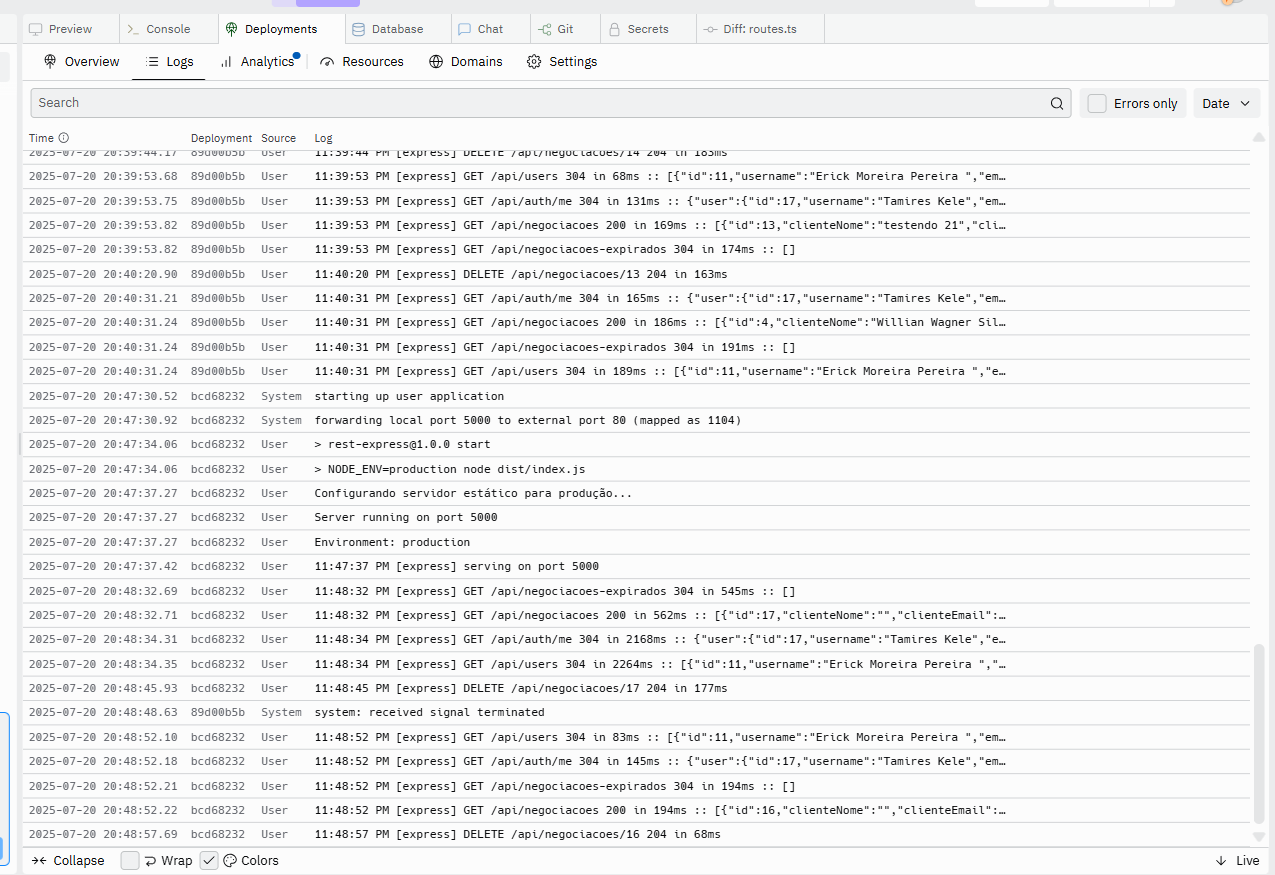 Preview Console Deployments Database Chat Git Secrets Diff: routes.ts
Overview Logs Analytics Resources Domains Settings
Search Errors only Date
Time Deployment Source Log
2025-07-20 20:39:44.17 89d00b5b User 11:39:44 PM [express] DELETE /api/negociacoes/14 204 in 183ms
2025-07-20 20:39:53.68 89d00b5b User 11:39:53 PM [express] GET /api/users 304 in 68ms :: [{"id":11,"username":"Erick Moreira Pereira ","em…
2025-07-20 20:39:53.75 89d00b5b User 11:39:53 PM [express] GET /api/auth/me 304 in 131ms :: {"user":{"id":17,"username":"Tamires Kele","em…
2025-07-20 20:39:53.82 89d00b5b User 11:39:53 PM [express] GET /api/negociacoes 200 in 169ms :: [{"id":13,"clienteNome":"testendo 21","cli…
2025-07-20 20:39:53.82 89d00b5b User 11:39:53 PM [express] GET /api/negociacoes-expirados 304 in 174ms :: []
2025-07-20 20:40:20.90 89d00b5b User 11:40:20 PM [express] DELETE /api/negociacoes/13 204 in 163ms
2025-07-20 20:40:31.21 89d00b5b User 11:40:31 PM [express] GET /api/auth/me 304 in 165ms :: {"user":{"id":17,"username":"Tamires Kele","em…
2025-07-20 20:40:31.24 89d00b5b User 11:40:31 PM [express] GET /api/negociacoes 200 in 186ms :: [{"id":4,"clienteNome":"Willian Wagner Sil…
2025-07-20 20:40:31.24 89d00b5b User 11:40:31 PM [express] GET /api/negociacoes-expirados 304 in 191ms :: []
2025-07-20 20:40:31.24 89d00b5b User 11:40:31 PM [express] GET /api/users 304 in 189ms :: [{"id":11,"username":"Erick Moreira Pereira ","e…
2025-07-20 20:47:30.52 bcd68232 System starting up user application
2025-07-20 20:47:30.92 bcd68232 System forwarding local port 5000 to external port 80 (mapped as 1104)
2025-07-20 20:47:34.06 bcd68232 User > rest-express@1.0.0 start
2025-07-20 20:47:34.06 bcd68232 User > NODE_ENV=production node dist/index.js
2025-07-20 20:47:37.27 bcd68232 User Configurando servidor estático para produção...
2025-07-20 20:47:37.27 bcd68232 User Server running on port 5000
2025-07-20 20:47:37.27 bcd68232 User Environment: production
2025-07-20 20:47:37.42 bcd68232 User 11:47:37 PM [express] serving on port 5000
2025-07-20 20:48:32.69 bcd68232 User 11:48:32 PM [express] GET /api/negociacoes-expirados 304 in 545ms :: []
2025-07-20 20:48:32.71 bcd68232 User 11:48:32 PM [express] GET /api/negociacoes 200 in 562ms :: [{"id":17,"clienteNome":"","clienteEmail":…
2025-07-20 20:48:34.31 bcd68232 User 11:48:34 PM [express] GET /api/auth/me 304 in 2168ms :: {"user":{"id":17,"username":"Tamires Kele","e…
2025-07-20 20:48:34.35 bcd68232 User 11:48:34 PM [express] GET /api/users 304 in 2264ms :: [{"id":11,"username":"Erick Moreira Pereira ","…
2025-07-20 20:48:45.93 bcd68232 User 11:48:45 PM [express] DELETE /api/negociacoes/17 204 in 177ms
2025-07-20 20:48:48.63 89d00b5b System system: received signal terminated
2025-07-20 20:48:52.10 bcd68232 User 11:48:52 PM [express] GET /api/users 304 in 83ms :: [{"id":11,"username":"Erick Moreira Pereira ","em…
2025-07-20 20:48:52.18 bcd68232 User 11:48:52 PM [express] GET /api/auth/me 304 in 145ms :: {"user":{"id":17,"username":"Tamires Kele","em…
2025-07-20 20:48:52.21 bcd68232 User 11:48:52 PM [express] GET /api/negociacoes-expirados 304 in 194ms :: []
2025-07-20 20:48:52.22 bcd68232 User 11:48:52 PM [express] GET /api/negociacoes 200 in 194ms :: [{"id":16,"clienteNome":"","clienteEmail":…
2025-07-20 20:48:57.69 bcd68232 User 11:48:57 PM [express] DELETE /api/negociacoes/16 204 in 68ms
Collapse Wrap Colors Live